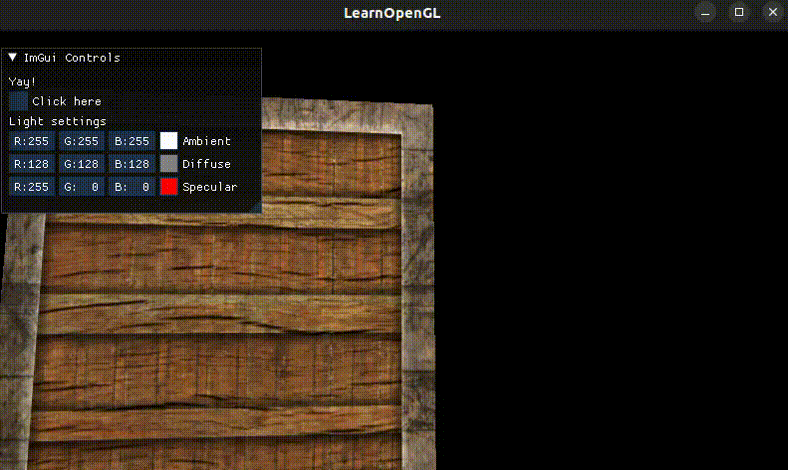 LearnOpenGL
ImGui Controls
Yay!
Click here
Light settings
R:255 G:255 B:255 Ambient
R:128 G:128 B:128 Diffuse
R:255 G:  0 B:  0 Specular